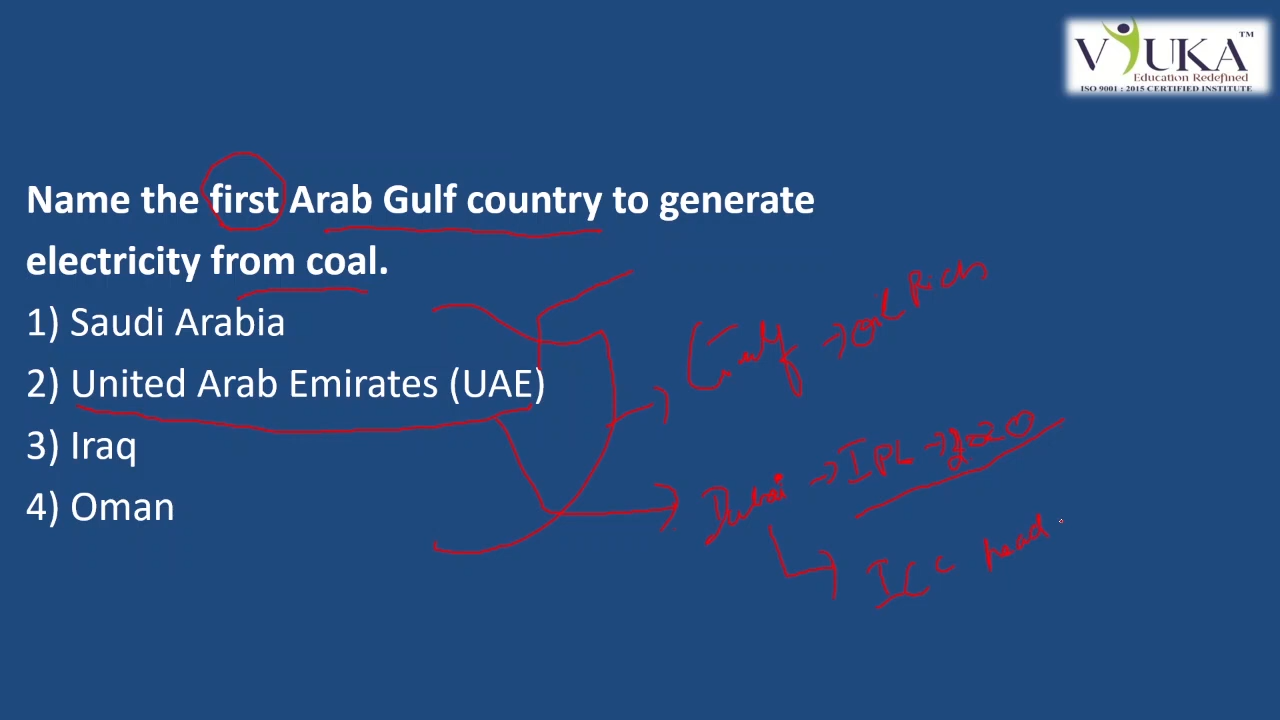 VYUKA™
Education Redefined
ISO 9001 : 2015 CERTIFIED INSTITUTE
Name the first Arab Gulf country to generate
electricity from coal.
1) Saudi Arabia
2) United Arab Emirates (UAE)
3) Iraq
4) Oman
Gulf → oil Rich
Dubai → IPL → 2020
ICC head